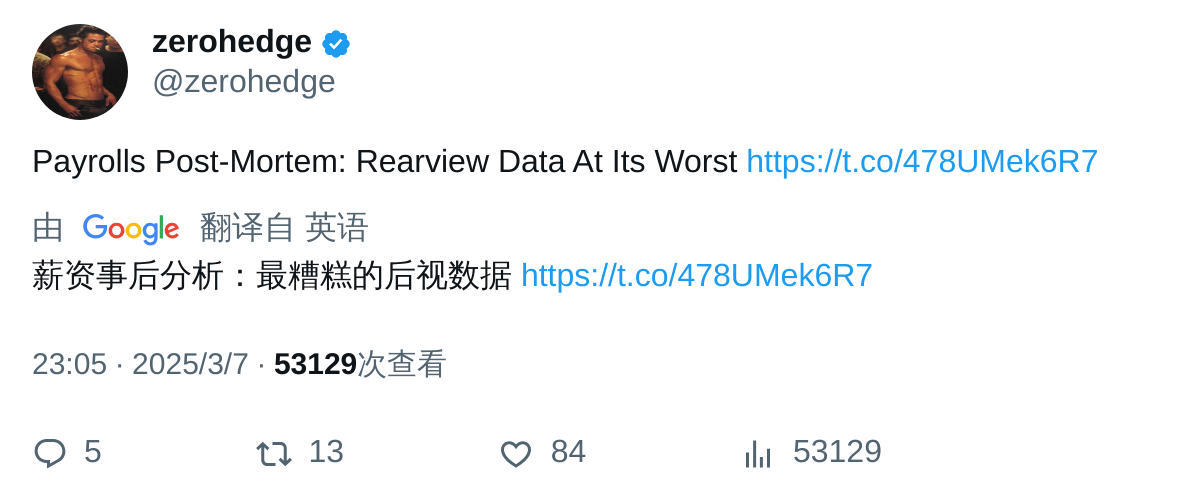 zerohedge
@zerohedge
Payrolls Post-Mortem: Rearview Data At Its Worst https://t.co/478UMek6R7
由 Google 翻译自 英语
薪资事后分析：最糟糕的后视数据 https://t.co/478UMek6R7
23:05 · 2025/3/7 · 53129次查看
5 13 84 53129